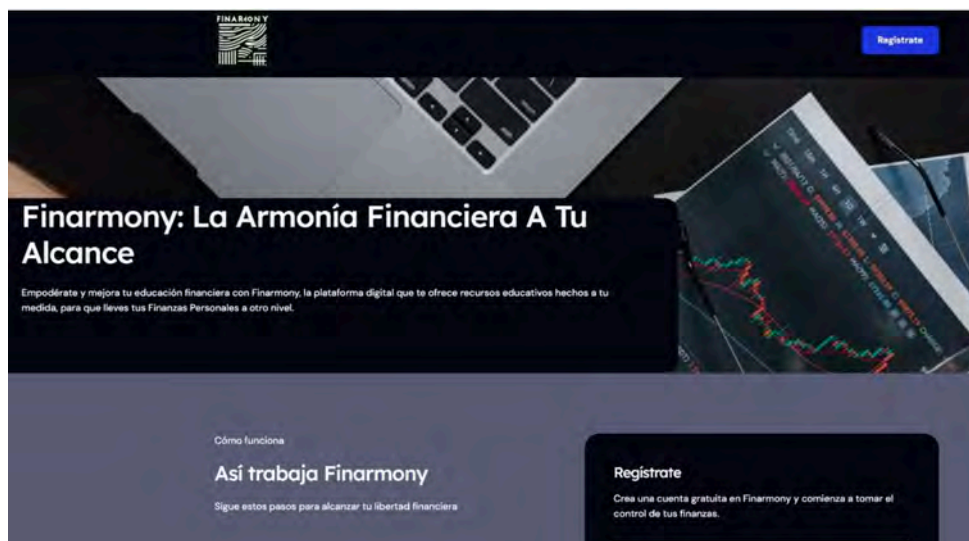 FINARMONY
Regístrate
Finarmony: La Armonía Financiera A Tu
Alcance
Empodérate y mejora tu educación financiera con Finarmony, la plataforma digital que te ofrece recursos educativos hechos a tu
medida, para que lleves tus Finanzas Personales a otro nivel.
Cómo funciona
Así trabaja Finarmony
Sigue estos pasos para alcanzar tu libertad financiera
Regístrate
Crea una cuenta gratuita en Finarmony y comienza a tomar el
control de tus finanzas.